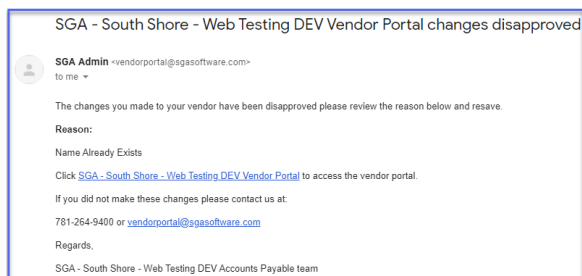 SGA - South Shore - Web Testing DEV Vendor Portal changes disapproved
SGA Admin <vendorportal@sgasoftware.com>
to me
The changes you made to your vendor have been disapproved please review the reason below and resave.
Reason:
Name Already Exists
Click SGA - South Shore - Web Testing DEV Vendor Portal to access the vendor portal.
If you did not make these changes please contact us at:
781-264-9400 or vendorportal@sgasoftware.com
Regards,
SGA - South Shore - Web Testing DEV Accounts Payable team